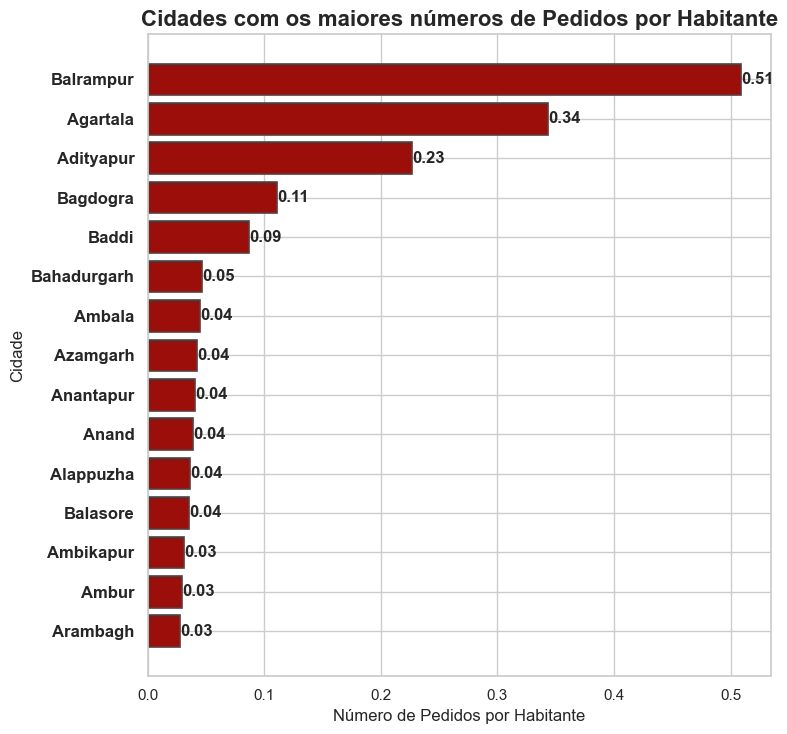 Cidades com os maiores números de Pedidos por Habitante
Balrampur 0.51
Agartala 0.34
Adityapur 0.23
Bagdogra 0.11
Baddi 0.09
Bahadurgarh 0.05
Ambala 0.04
Azamgarh 0.04
Anantapur 0.04
Anand 0.04
Alappuzha 0.04
Balasore 0.04
Ambikapur 0.03
Ambur 0.03
Arambagh 0.03
Cidade
0.0 0.1 0.2 0.3 0.4 0.5
Número de Pedidos por Habitante